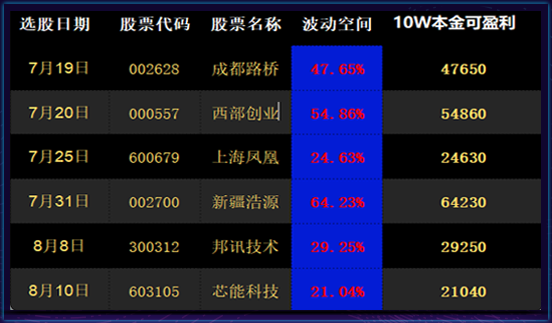 选股日期 股票代码 股票名称 波动空间 10W本金可盈利
7月19日 002628 成都路桥 47.65% 47650
7月20日 000557 西部创业 54.86% 54860
7月25日 600679 上海凤凰 24.63% 24630
7月31日 002700 新疆浩源 64.23% 64230
8月8日 300312 邦讯技术 29.25% 29250
8月10日 603105 芯能科技 21.04% 21040